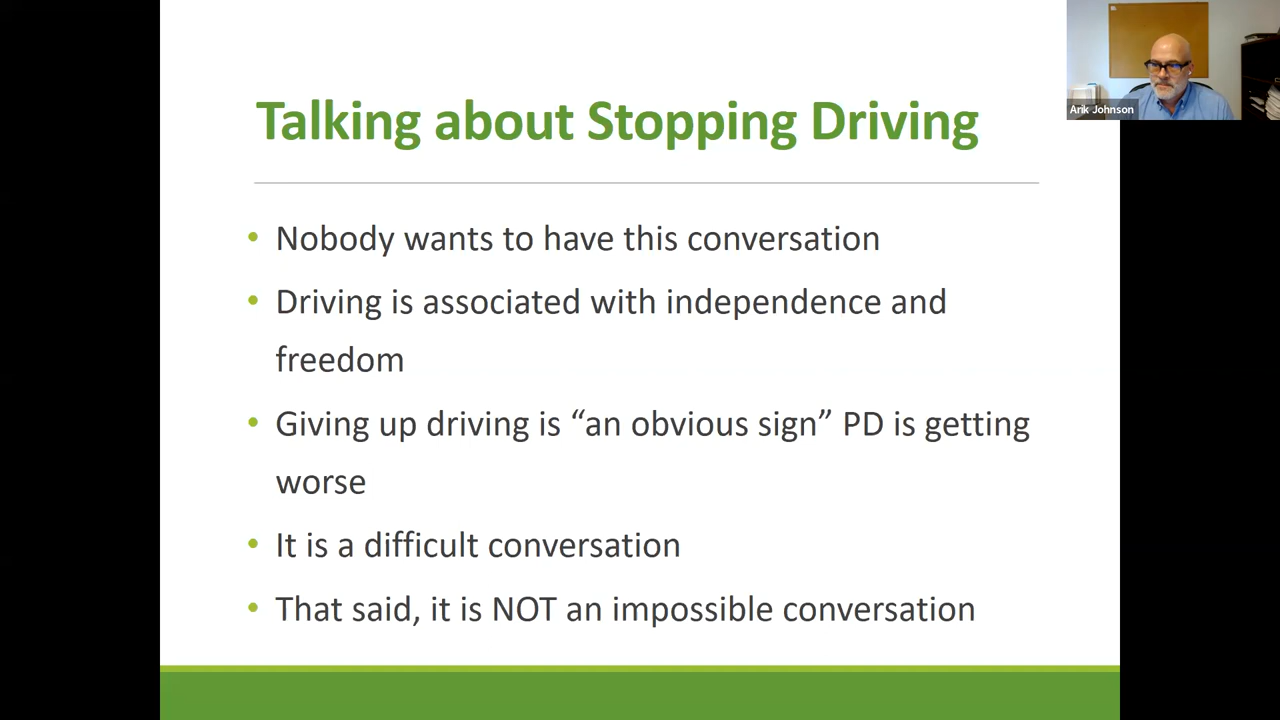 Talking about Stopping Driving
Arik Johnson
• Nobody wants to have this conversation
• Driving is associated with independence and
freedom
• Giving up driving is “an obvious sign” PD is getting
worse
• It is a difficult conversation
• That said, it is NOT an impossible conversation